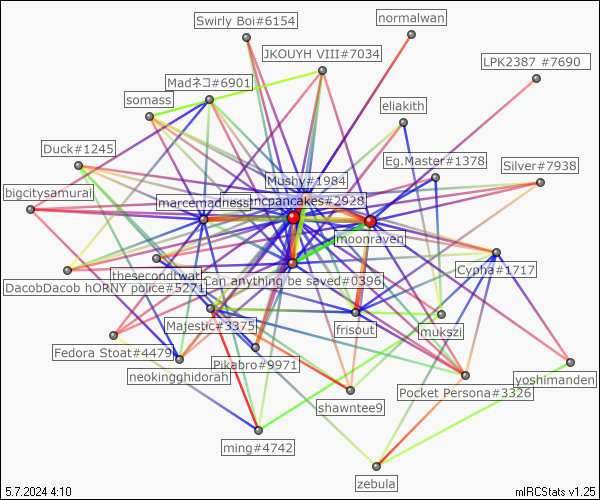 Swirly Boi#6154
normalwan
JKOUYH VIII#7034
LPK2387 #7690
Madネコ#6901
somass
eliakith
Duck#1245
Eg.Master#1378
Silver#7938
Mushy#1984
bigcitysamurai
mcpancakes#2928
marcemadness
moonraven
thesecondtwat
Cypha#1717
DacobDacob hORNY police#5271
Can anything be saved#0396
Majestic#3375
frisout
mukszi
Fedora Stoat#4479
Pikabro#9971
neokingghidorah
yoshimanden
Pocket Persona#3326
shawntee9
ming#4742
zebula
5.7.2024 4:10
mIRCStats v1.25